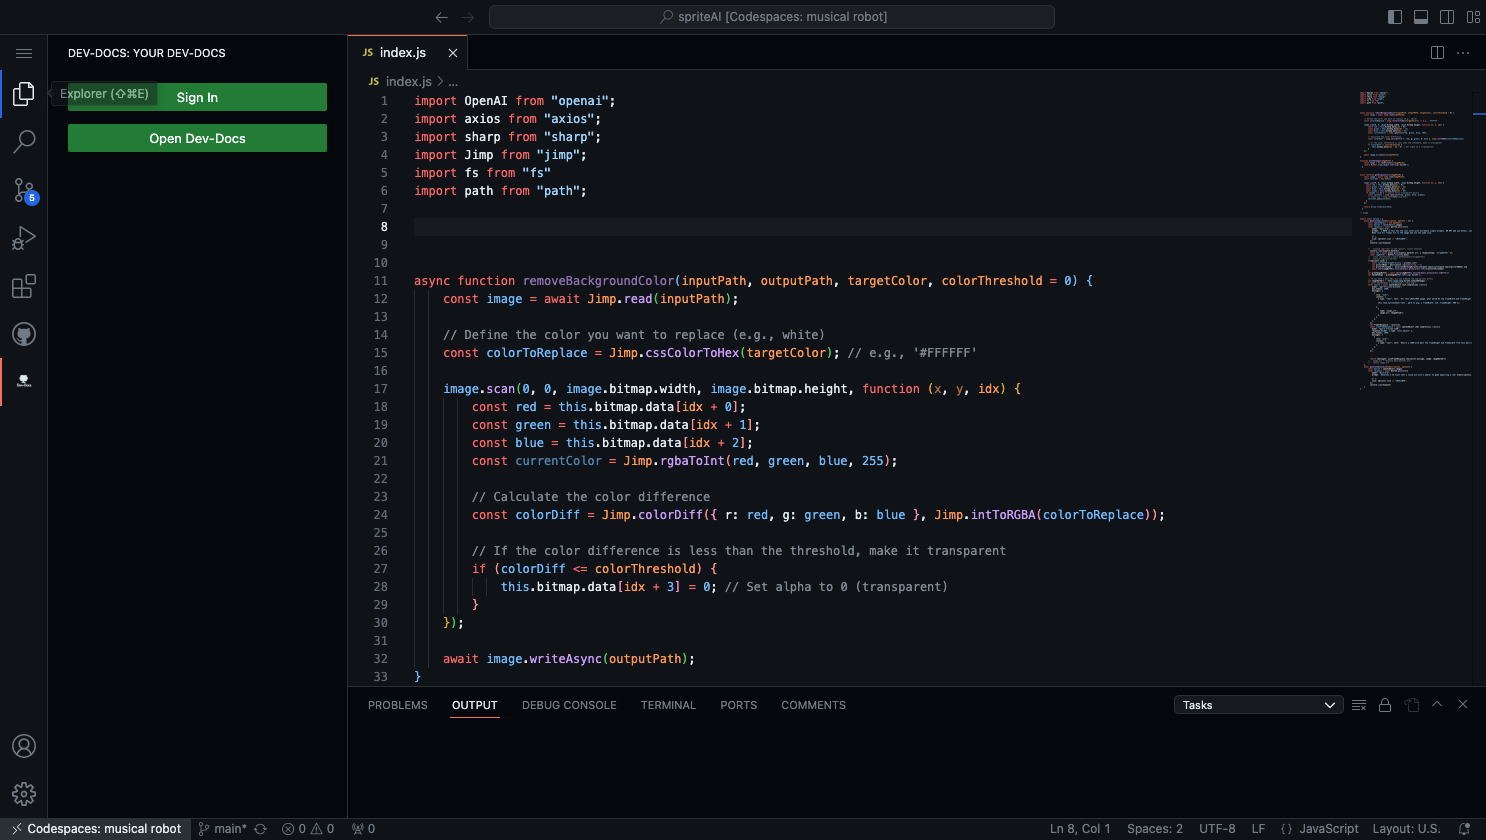 spriteAI [Codespaces: musical robot]
DEV-DOCS: YOUR DEV-DOCS
Explorer (⇧⌘E)
Sign In
Open Dev-Docs
5
Dev-Docs
JS index.js
JS index.js > ...
1 import OpenAI from "openai";
2 import axios from "axios";
3 import sharp from "sharp";
4 import Jimp from "jimp";
5 import fs from "fs"
6 import path from "path";
7
8
9
10
11 async function removeBackgroundColor(inputPath, outputPath, targetColor, colorThreshold = 0) {
12 const image = await Jimp.read(inputPath);
13
14 // Define the color you want to replace (e.g., white)
15 const colorToReplace = Jimp.cssColorToHex(targetColor); // e.g., '#FFFFFF'
16
17 image.scan(0, 0, image.bitmap.width, image.bitmap.height, function (x, y, idx) {
18 const red = this.bitmap.data[idx + 0];
19 const green = this.bitmap.data[idx + 1];
20 const blue = this.bitmap.data[idx + 2];
21 const currentColor = Jimp.rgbaToInt(red, green, blue, 255);
22
23 // Calculate the color difference
24 const colorDiff = Jimp.colorDiff({ r: red, g: green, b: blue }, Jimp.intToRGBA(colorToReplace));
25
26 // If the color difference is less than the threshold, make it transparent
27 if (colorDiff <= colorThreshold) {
28 this.bitmap.data[idx + 3] = 0; // Set alpha to 0 (transparent)
29 }
30 });
31
32 await image.writeAsync(outputPath);
33 }
PROBLEMS OUTPUT DEBUG CONSOLE TERMINAL PORTS COMMENTS
Tasks
Codespaces: musical robot main* 0 0 0
Ln 8, Col 1 Spaces: 2 UTF-8 LF {} JavaScript Layout: U.S.